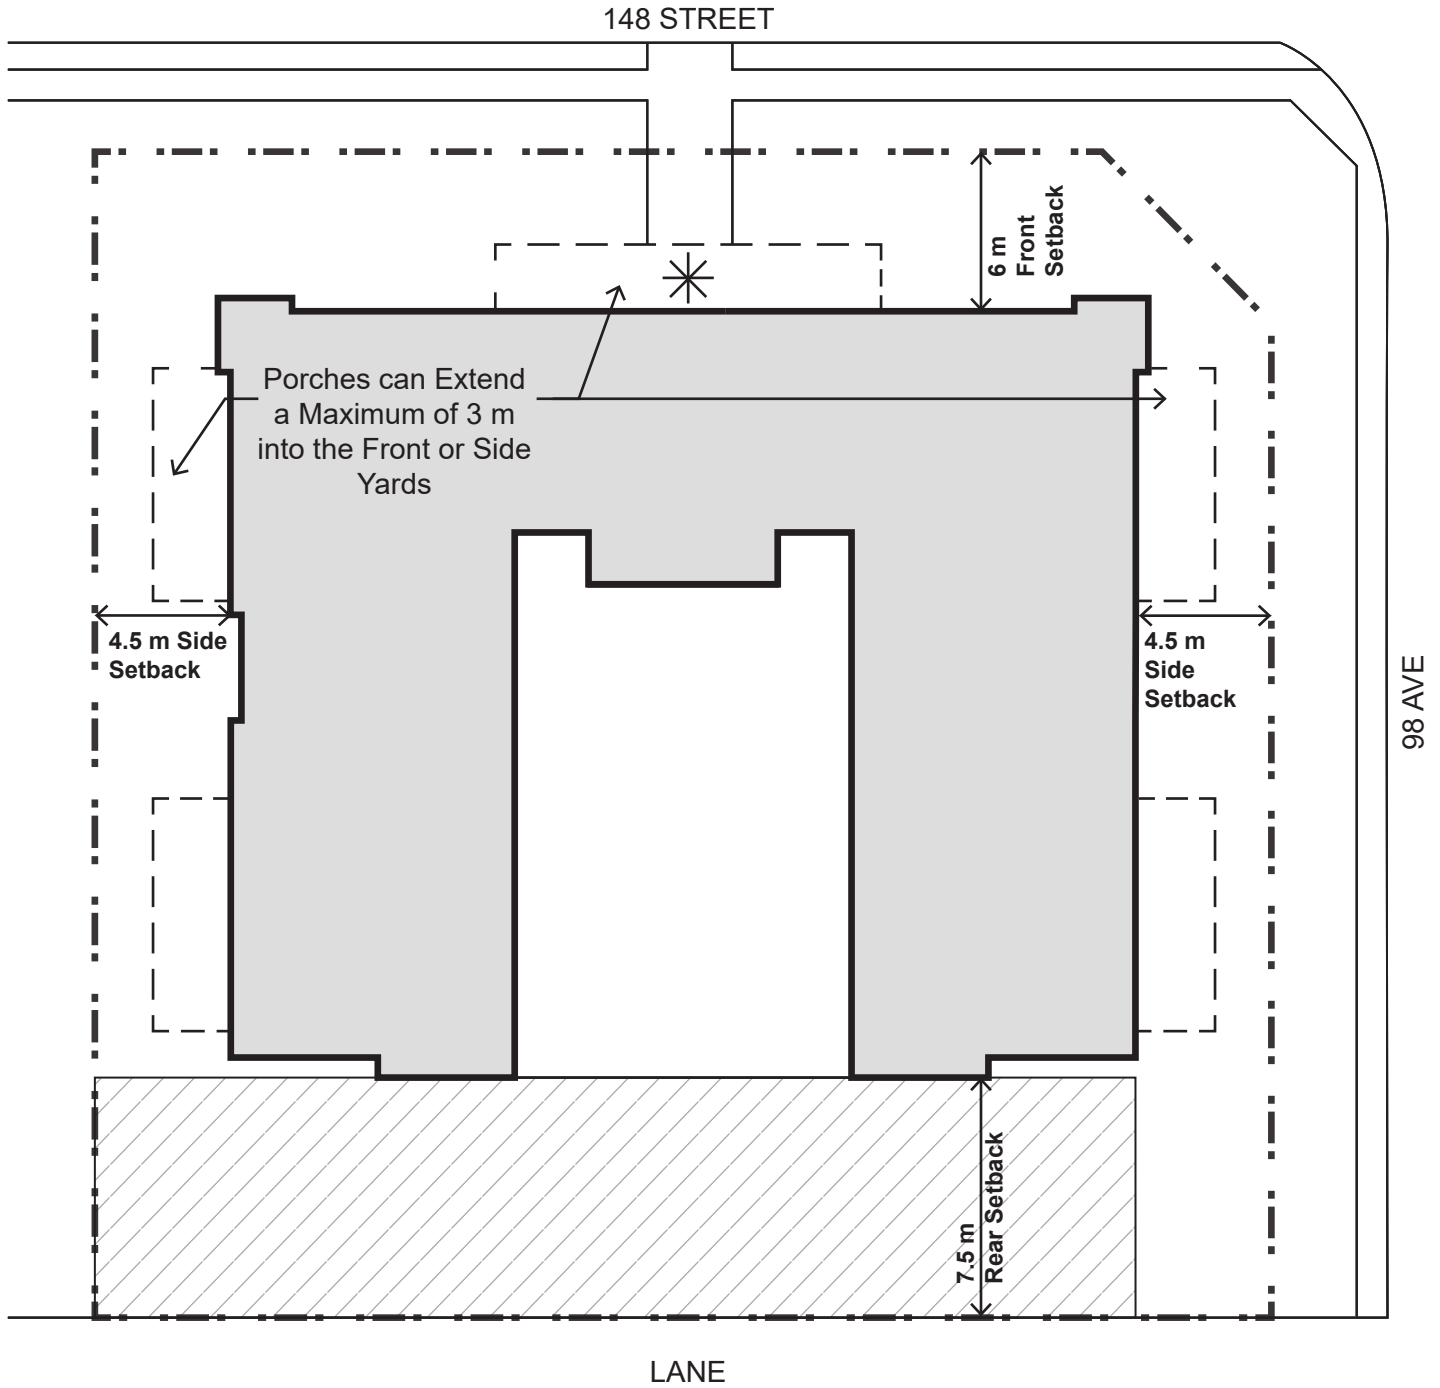 148 STREET
6 m
Front
Setback
Porches can Extend
a Maximum of 3 m
into the Front or Side
Yards
4.5 m Side
Setback
4.5 m
Side
Setback
98 AVE
7.5 m
Rear Setback
LANE